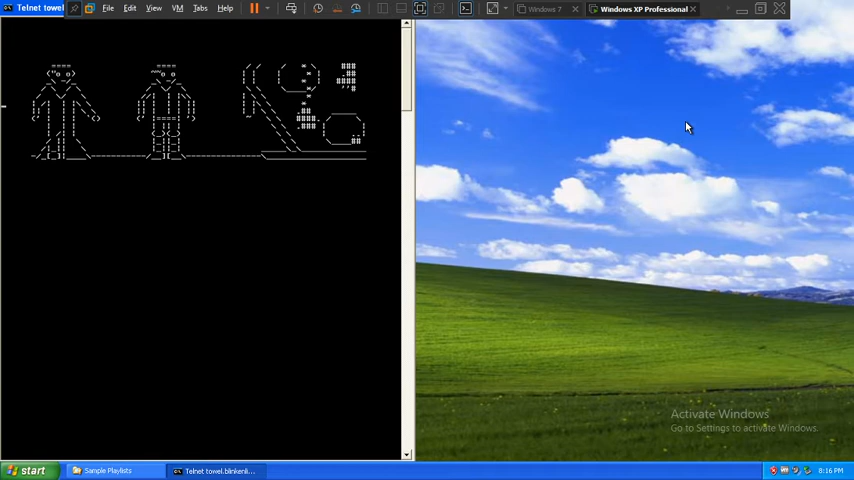 Telnet towel
File Edit View VM Tabs Help
Windows 7
Windows XP Professional
Activate Windows
Go to Settings to activate Windows.
start
Sample Playlists
Telnet towel.blinkenl...
8:16 PM